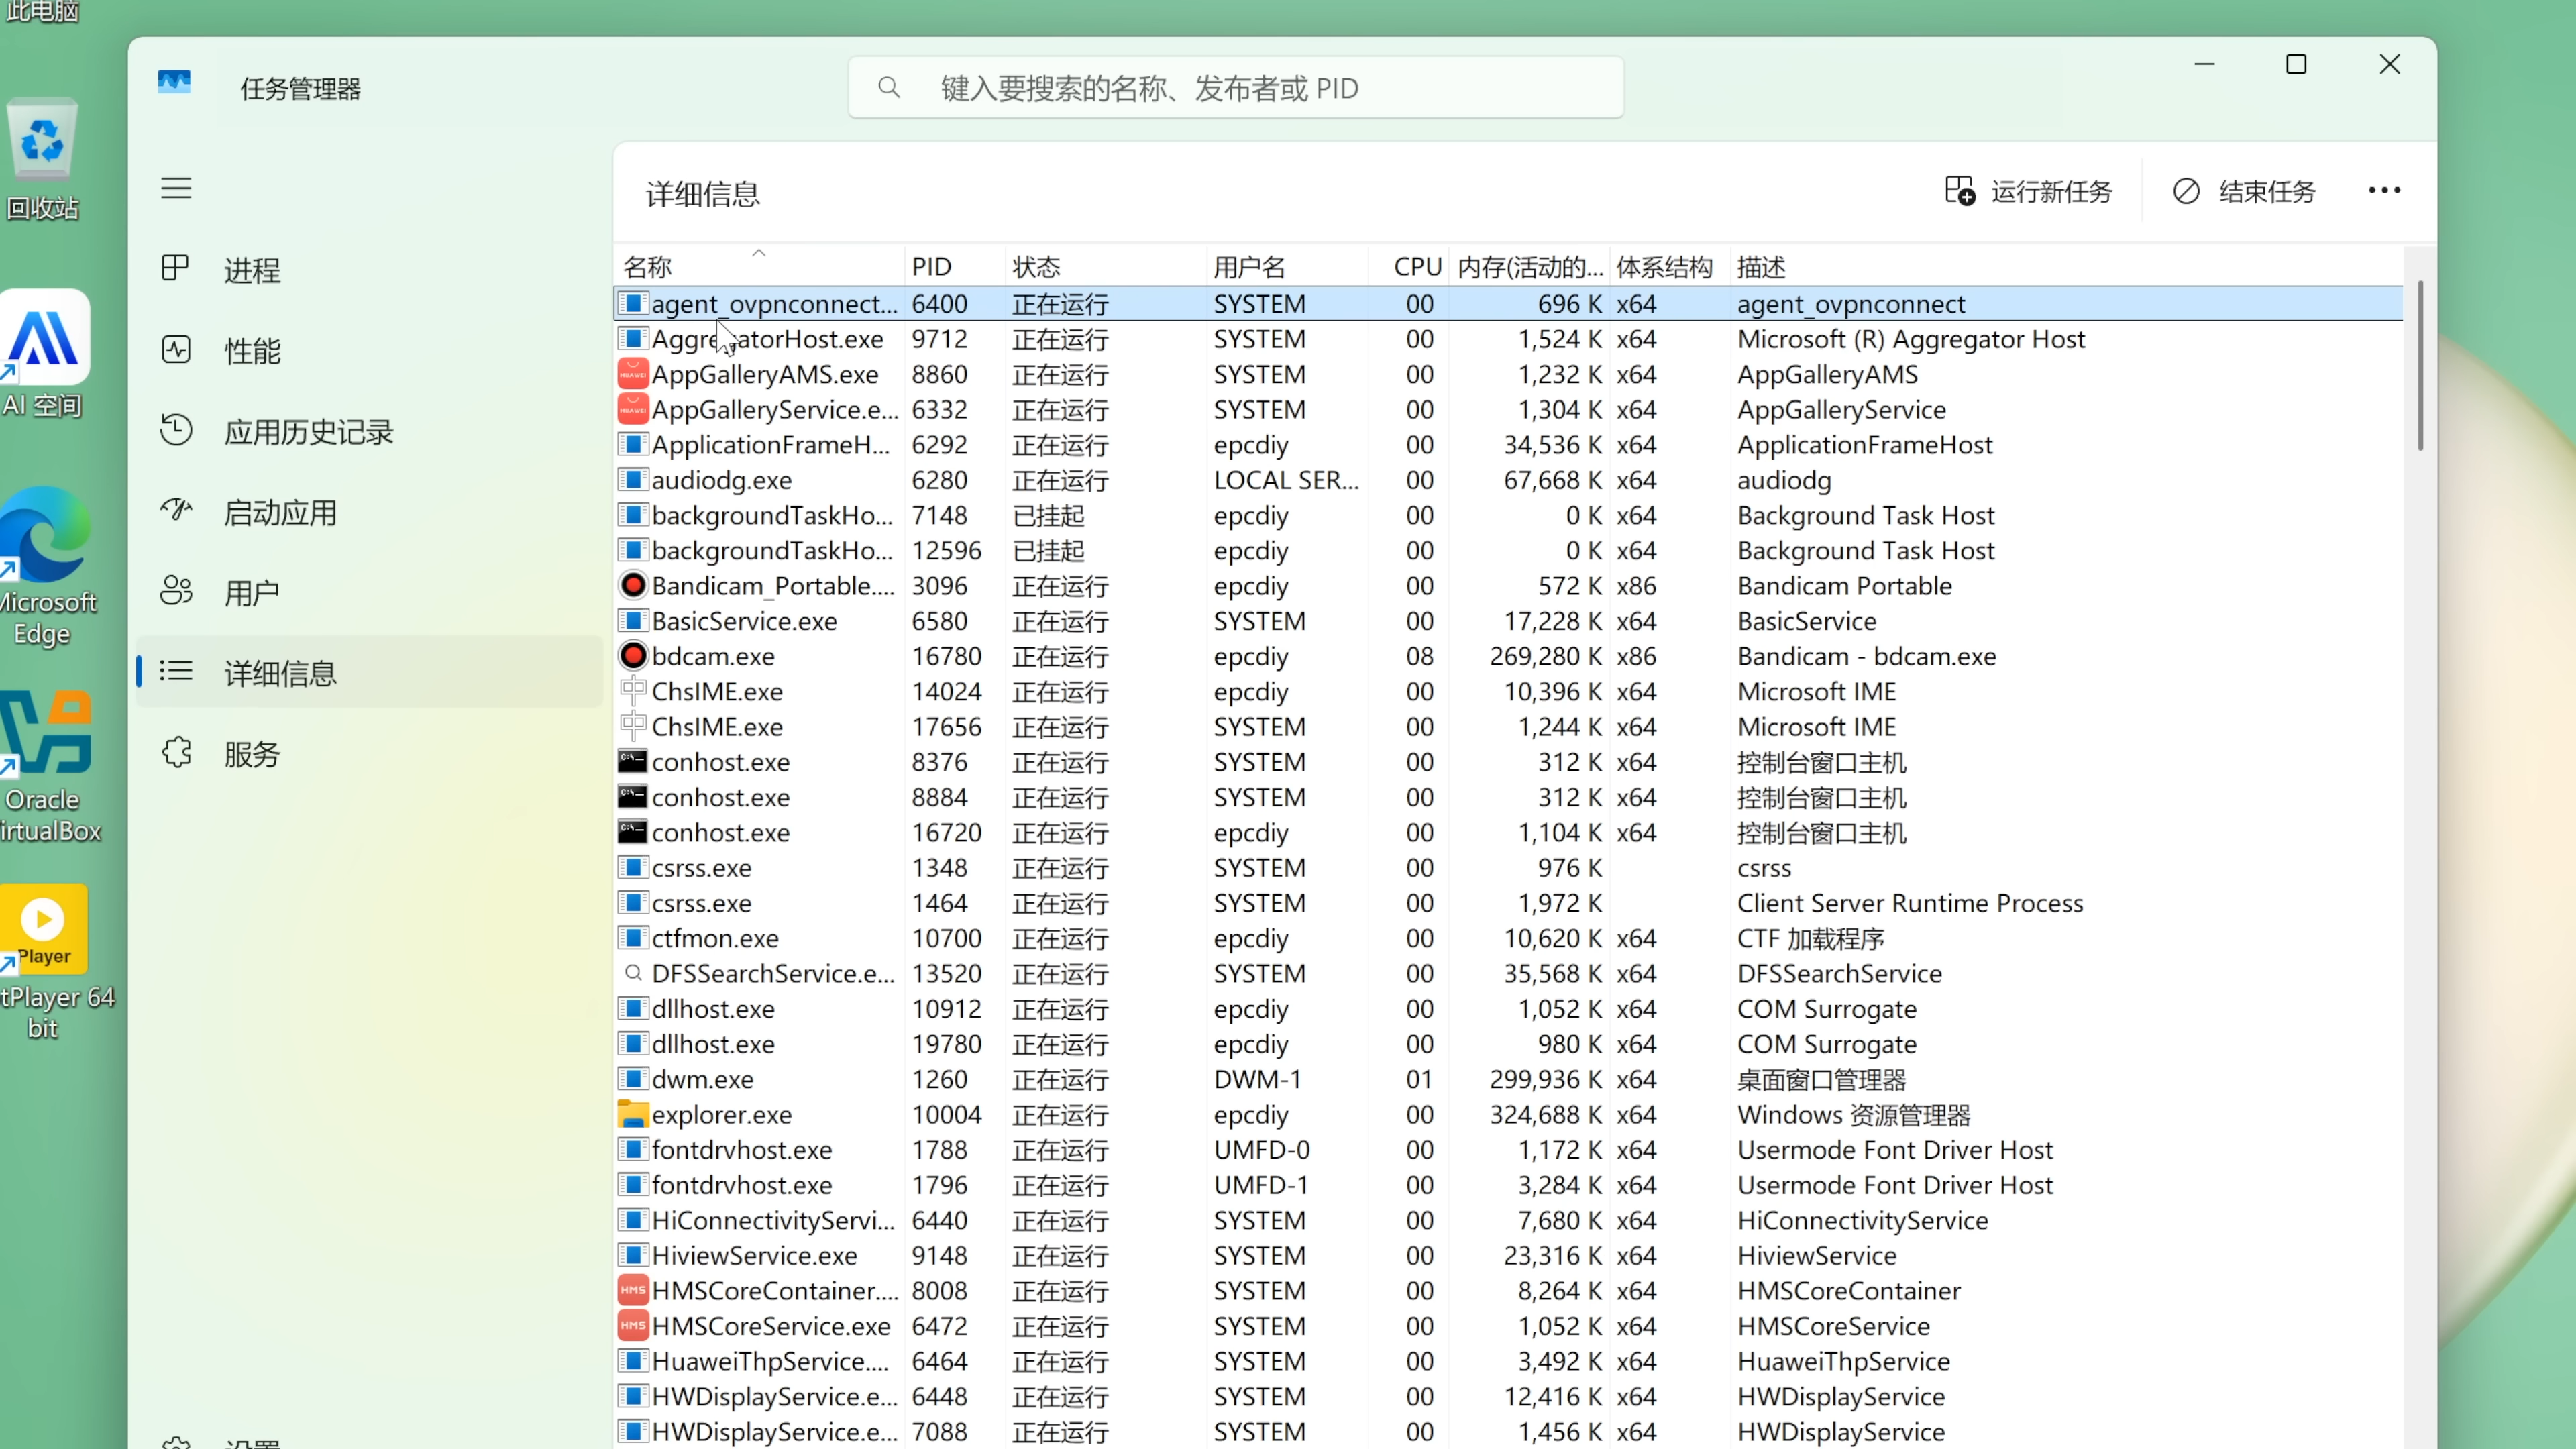 此电脑
回收站
AI 空间
Microsoft
Edge
Oracle
irtualBox
Player
tPlayer 64
bit
任务管理器
键入要搜索的名称、发布者或 PID
进程
性能
应用历史记录
启动应用
用户
详细信息
服务
设置
详细信息
运行新任务
结束任务
名称 PID 状态 用户名 CPU 内存(活动的... 体系结构 描述
agent_ovpnconnect... 6400 正在运行 SYSTEM 00 696 K x64 agent_ovpnconnect
AggregatorHost.exe 9712 正在运行 SYSTEM 00 1,524 K x64 Microsoft (R) Aggregator Host
AppGalleryAMS.exe 8860 正在运行 SYSTEM 00 1,232 K x64 AppGalleryAMS
AppGalleryService.e... 6332 正在运行 SYSTEM 00 1,304 K x64 AppGalleryService
ApplicationFrameH... 6292 正在运行 epcdiy 00 34,536 K x64 ApplicationFrameHost
audiodg.exe 6280 正在运行 LOCAL SER... 00 67,668 K x64 audiodg
backgroundTaskHo... 7148 已挂起 epcdiy 00 0 K x64 Background Task Host
backgroundTaskHo... 12596 已挂起 epcdiy 00 0 K x64 Background Task Host
Bandicam_Portable.... 3096 正在运行 epcdiy 00 572 K x86 Bandicam Portable
BasicService.exe 6580 正在运行 SYSTEM 00 17,228 K x64 BasicService
bdcam.exe 16780 正在运行 epcdiy 08 269,280 K x86 Bandicam - bdcam.exe
ChsIME.exe 14024 正在运行 epcdiy 00 10,396 K x64 Microsoft IME
ChsIME.exe 17656 正在运行 SYSTEM 00 1,244 K x64 Microsoft IME
conhost.exe 8376 正在运行 SYSTEM 00 312 K x64 控制台窗口主机
conhost.exe 8884 正在运行 SYSTEM 00 312 K x64 控制台窗口主机
conhost.exe 16720 正在运行 epcdiy 00 1,104 K x64 控制台窗口主机
csrss.exe 1348 正在运行 SYSTEM 00 976 K csrss
csrss.exe 1464 正在运行 SYSTEM 00 1,972 K Client Server Runtime Process
ctfmon.exe 10700 正在运行 epcdiy 00 10,620 K x64 CTF 加载程序
DFSSearchService.e... 13520 正在运行 SYSTEM 00 35,568 K x64 DFSSearchService
dllhost.exe 10912 正在运行 epcdiy 00 1,052 K x64 COM Surrogate
dllhost.exe 19780 正在运行 epcdiy 00 980 K x64 COM Surrogate
dwm.exe 1260 正在运行 DWM-1 01 299,936 K x64 桌面窗口管理器
explorer.exe 10004 正在运行 epcdiy 00 324,688 K x64 Windows 资源管理器
fontdrvhost.exe 1788 正在运行 UMFD-0 00 1,172 K x64 Usermode Font Driver Host
fontdrvhost.exe 1796 正在运行 UMFD-1 00 3,284 K x64 Usermode Font Driver Host
HiConnectivityServi... 6440 正在运行 SYSTEM 00 7,680 K x64 HiConnectivityService
HiviewService.exe 9148 正在运行 SYSTEM 00 23,316 K x64 HiviewService
HMSCoreContainer.... 8008 正在运行 SYSTEM 00 8,264 K x64 HMSCoreContainer
HMSCoreService.exe 6472 正在运行 SYSTEM 00 1,052 K x64 HMSCoreService
HuaweiThpService.... 6464 正在运行 SYSTEM 00 3,492 K x64 HuaweiThpService
HWDisplayService.e... 6448 正在运行 SYSTEM 00 12,416 K x64 HWDisplayService
HWDisplayService.e... 7088 正在运行 SYSTEM 00 1,456 K x64 HWDisplayService